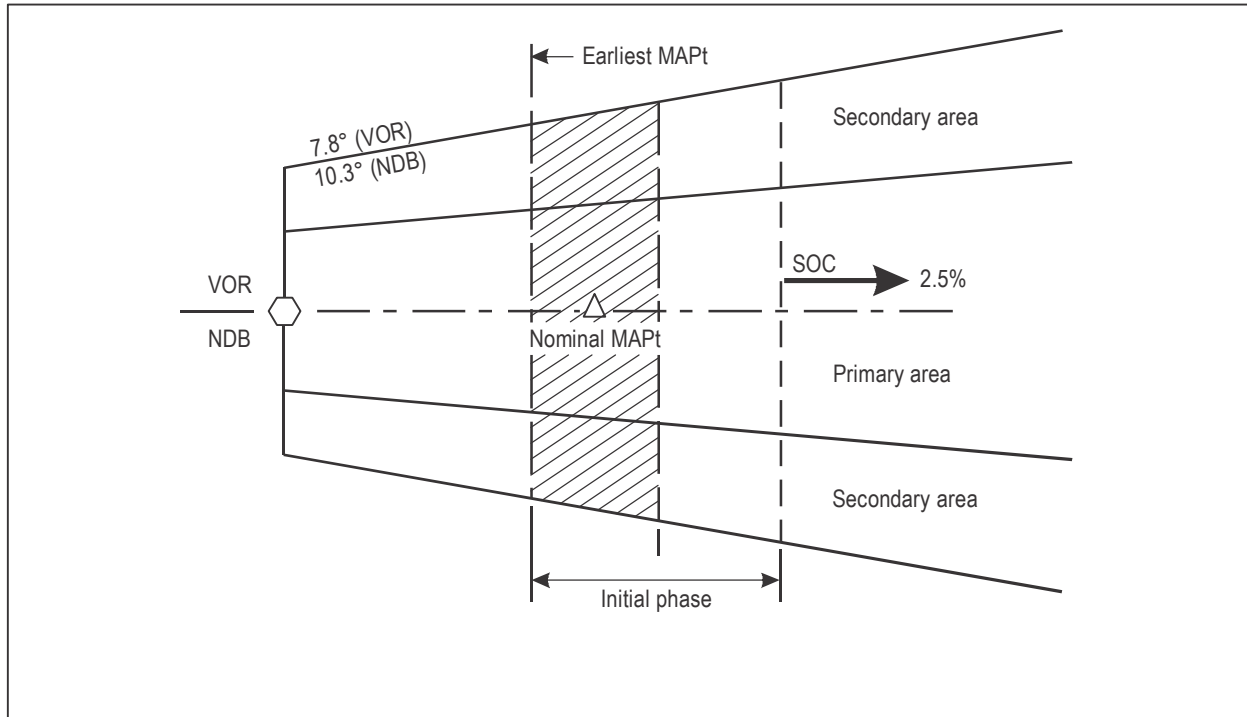 Earliest MAPt
Secondary area
7.8° (VOR)
10.3° (NDB)
VOR
NDB
SOC
2.5%
Nominal MAPt
Primary area
Secondary area
Initial phase